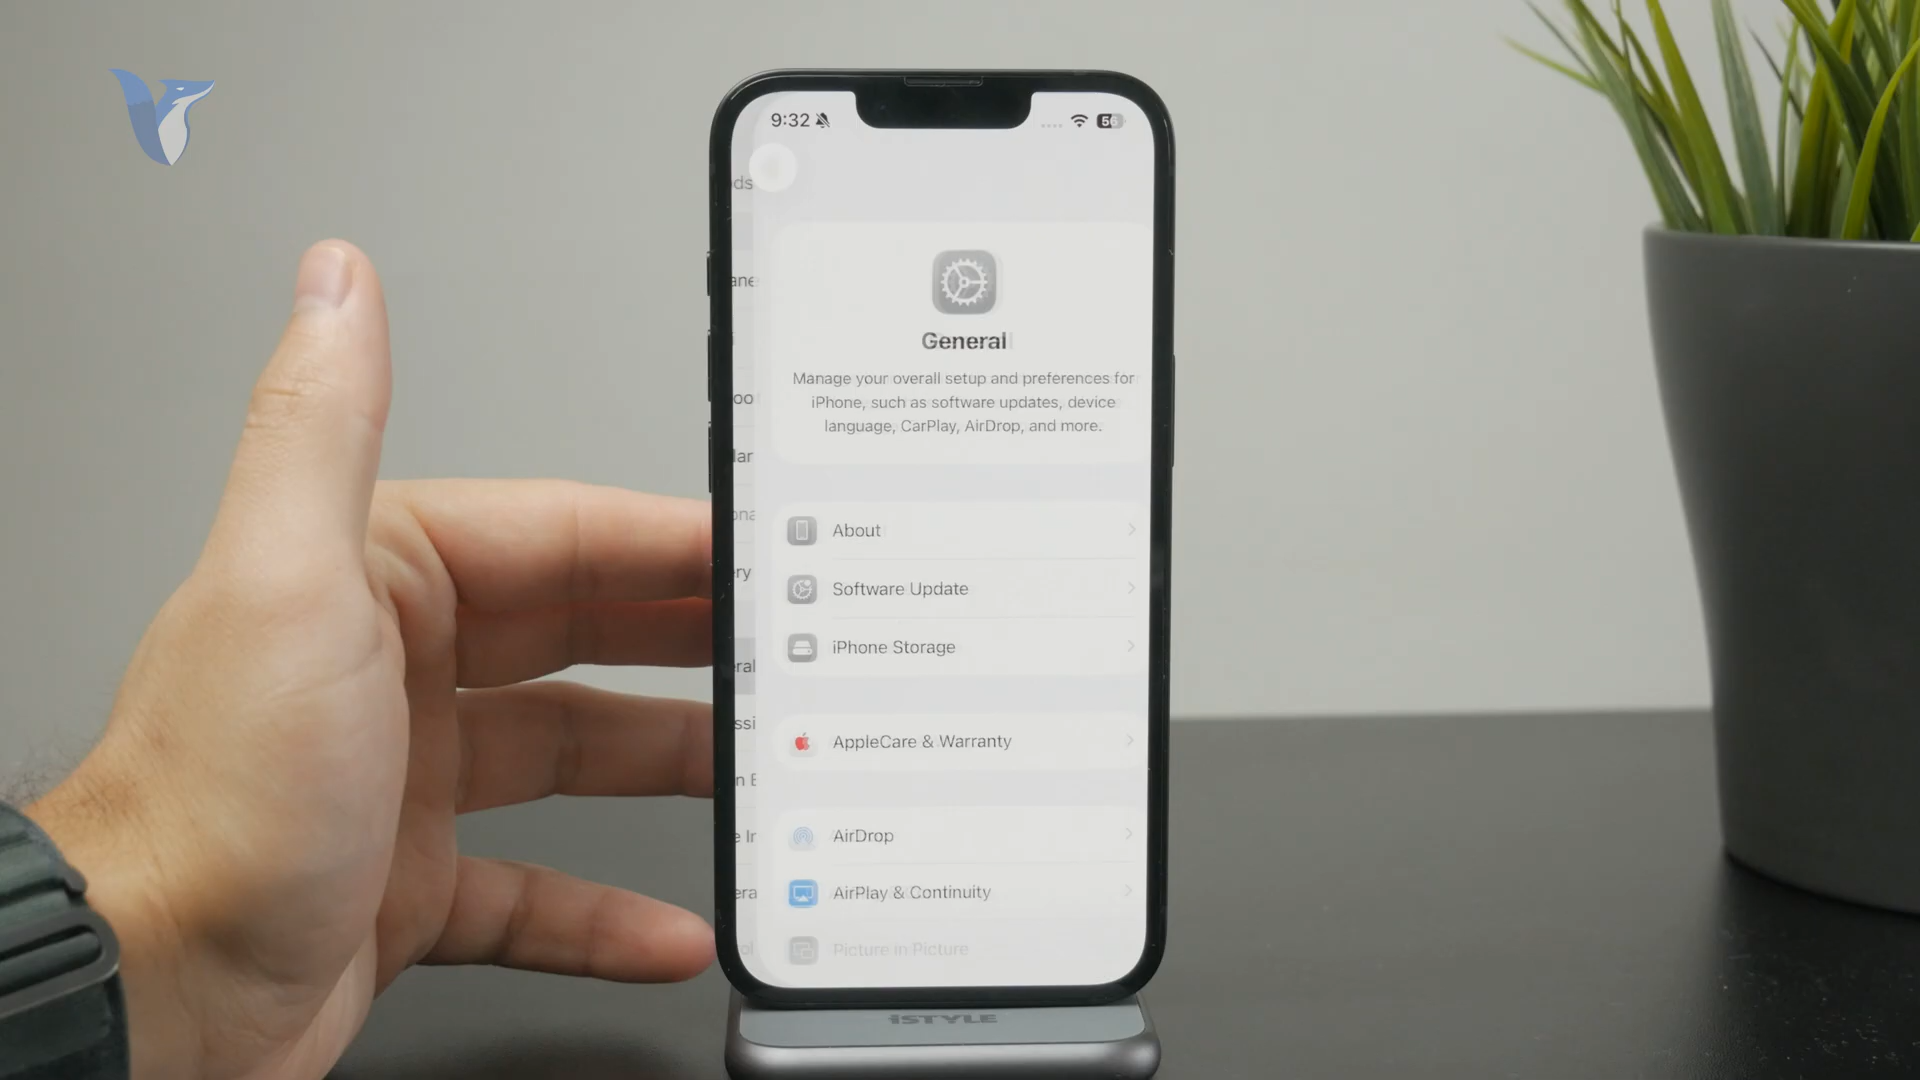 9:32
56
General
Manage your overall setup and preferences for
iPhone, such as software updates, device
language, CarPlay, AirDrop, and more.
About
Software Update
iPhone Storage
AppleCare & Warranty
AirDrop
AirPlay & Continuity
Picture in Picture
iSTYLE